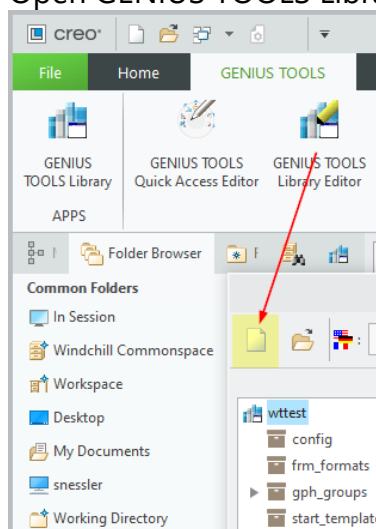 Open GENIUS TOOLS Libr
creo
File Home GENIUS TOOLS
GENIUS TOOLS Library
GENIUS TOOLS Quick Access Editor
GENIUS TOOLS Library Editor
APPS
Folder Browser F
Common Folders
In Session
Windchill Commonspace
Workspace
Desktop
My Documents
snessler
Working Directory
:
wttest
config
frm_formats
gph_groups
start_templat